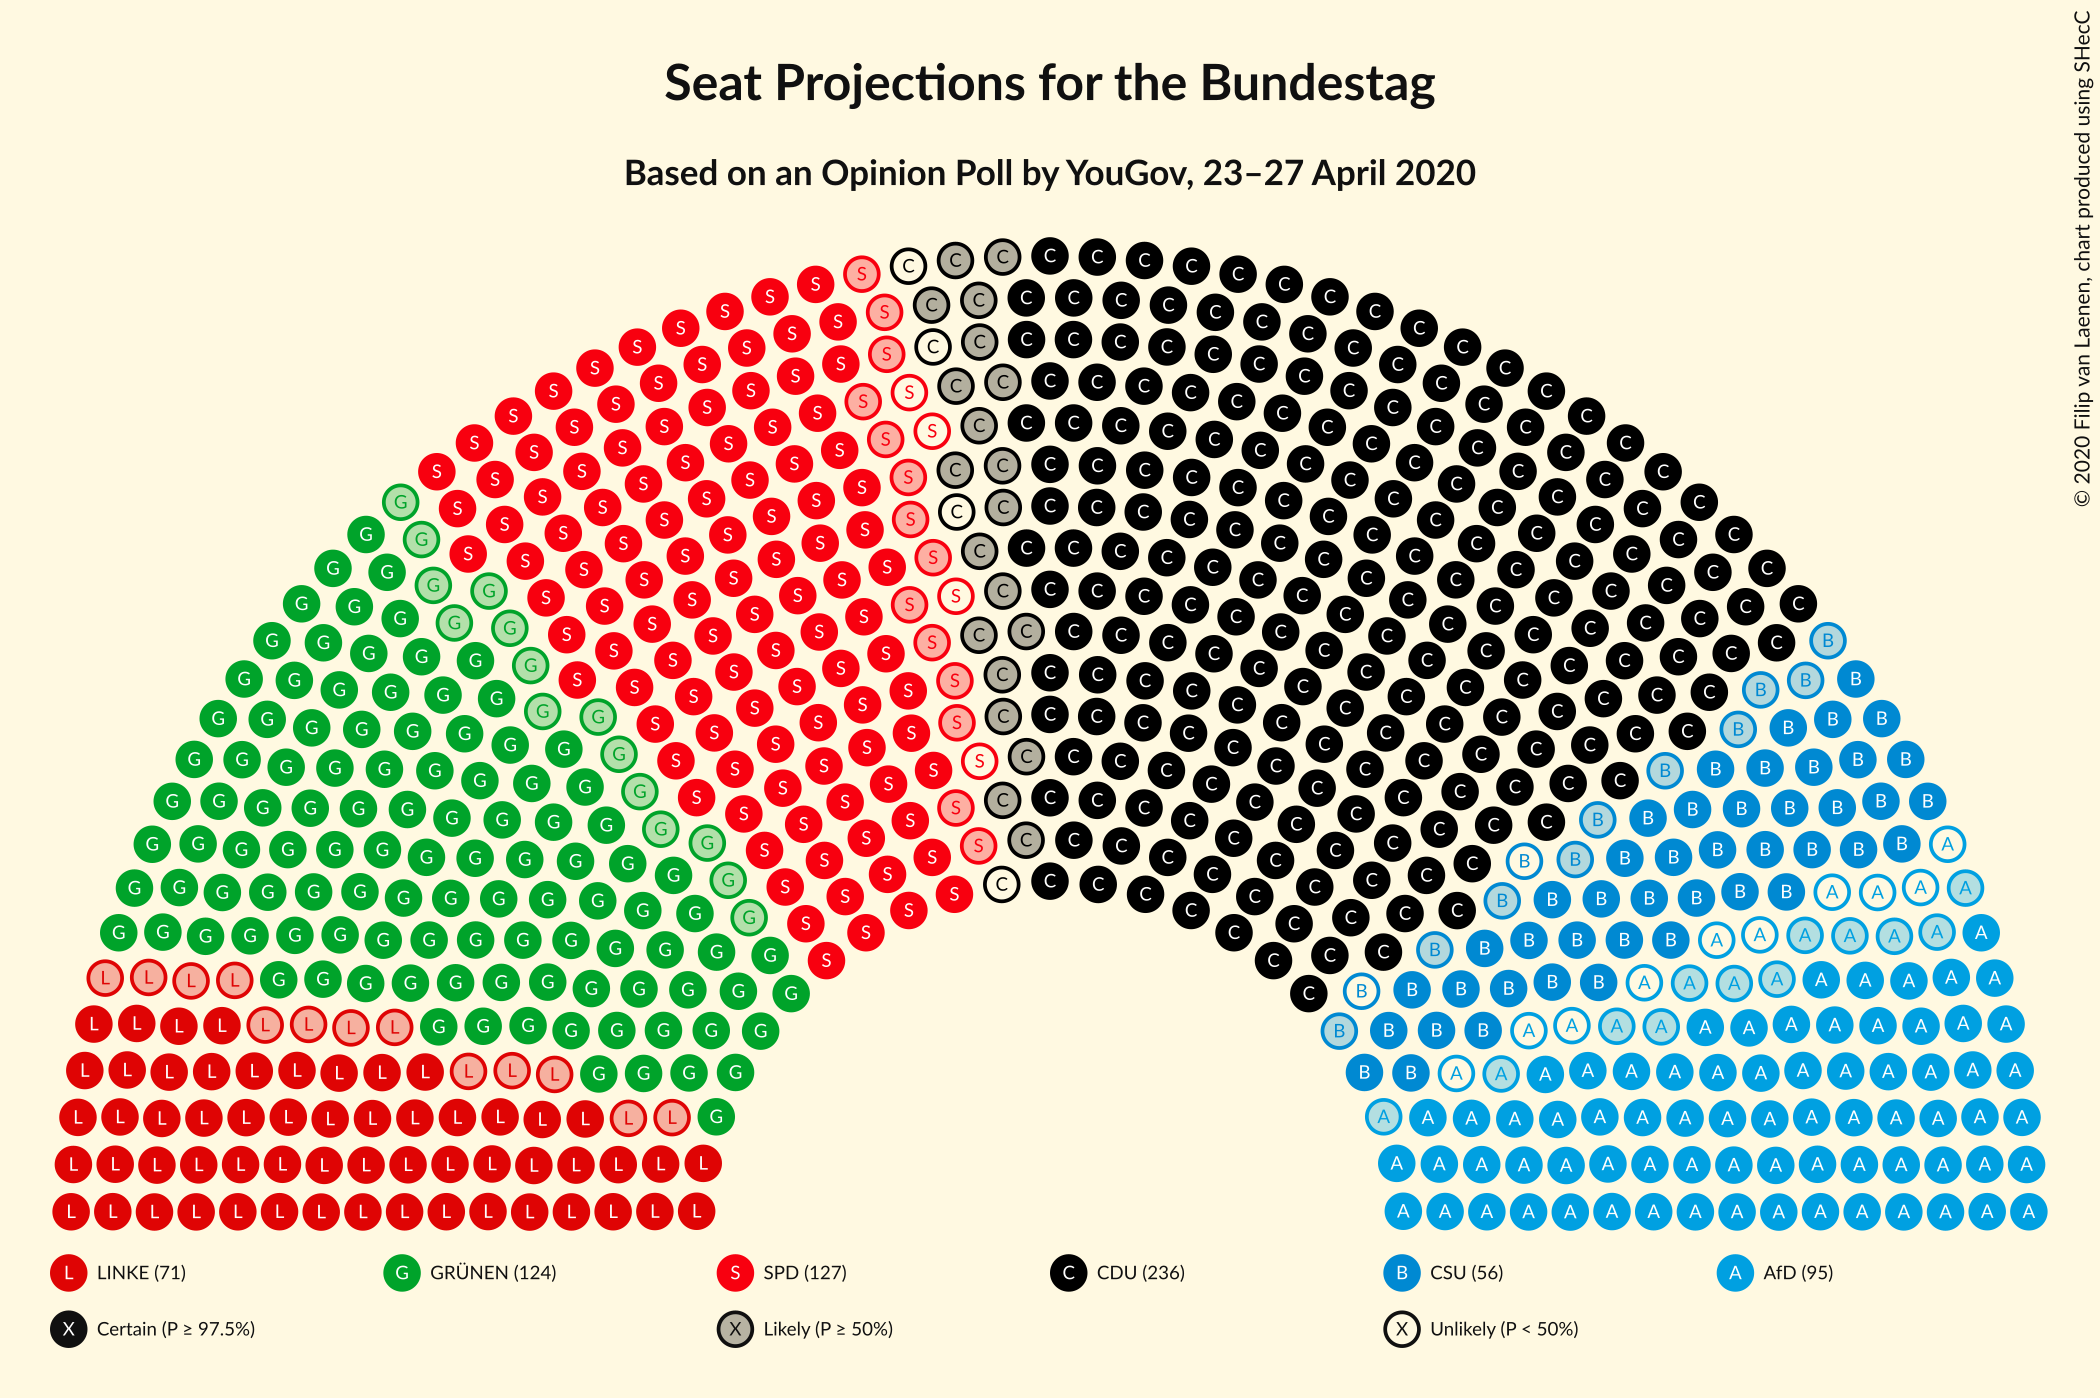 Seat Projections for the Bundestag
Based on an Opinion Poll by YouGov, 23–27 April 2020
© 2020 Filip van Laenen, chart produced using SHecC
L LINKE (71)
G GRÜNEN (124)
S SPD (127)
C CDU (236)
B CSU (56)
A AfD (95)
X Certain (P ≥ 97.5%)
X Likely (P ≥ 50%)
X Unlikely (P < 50%)